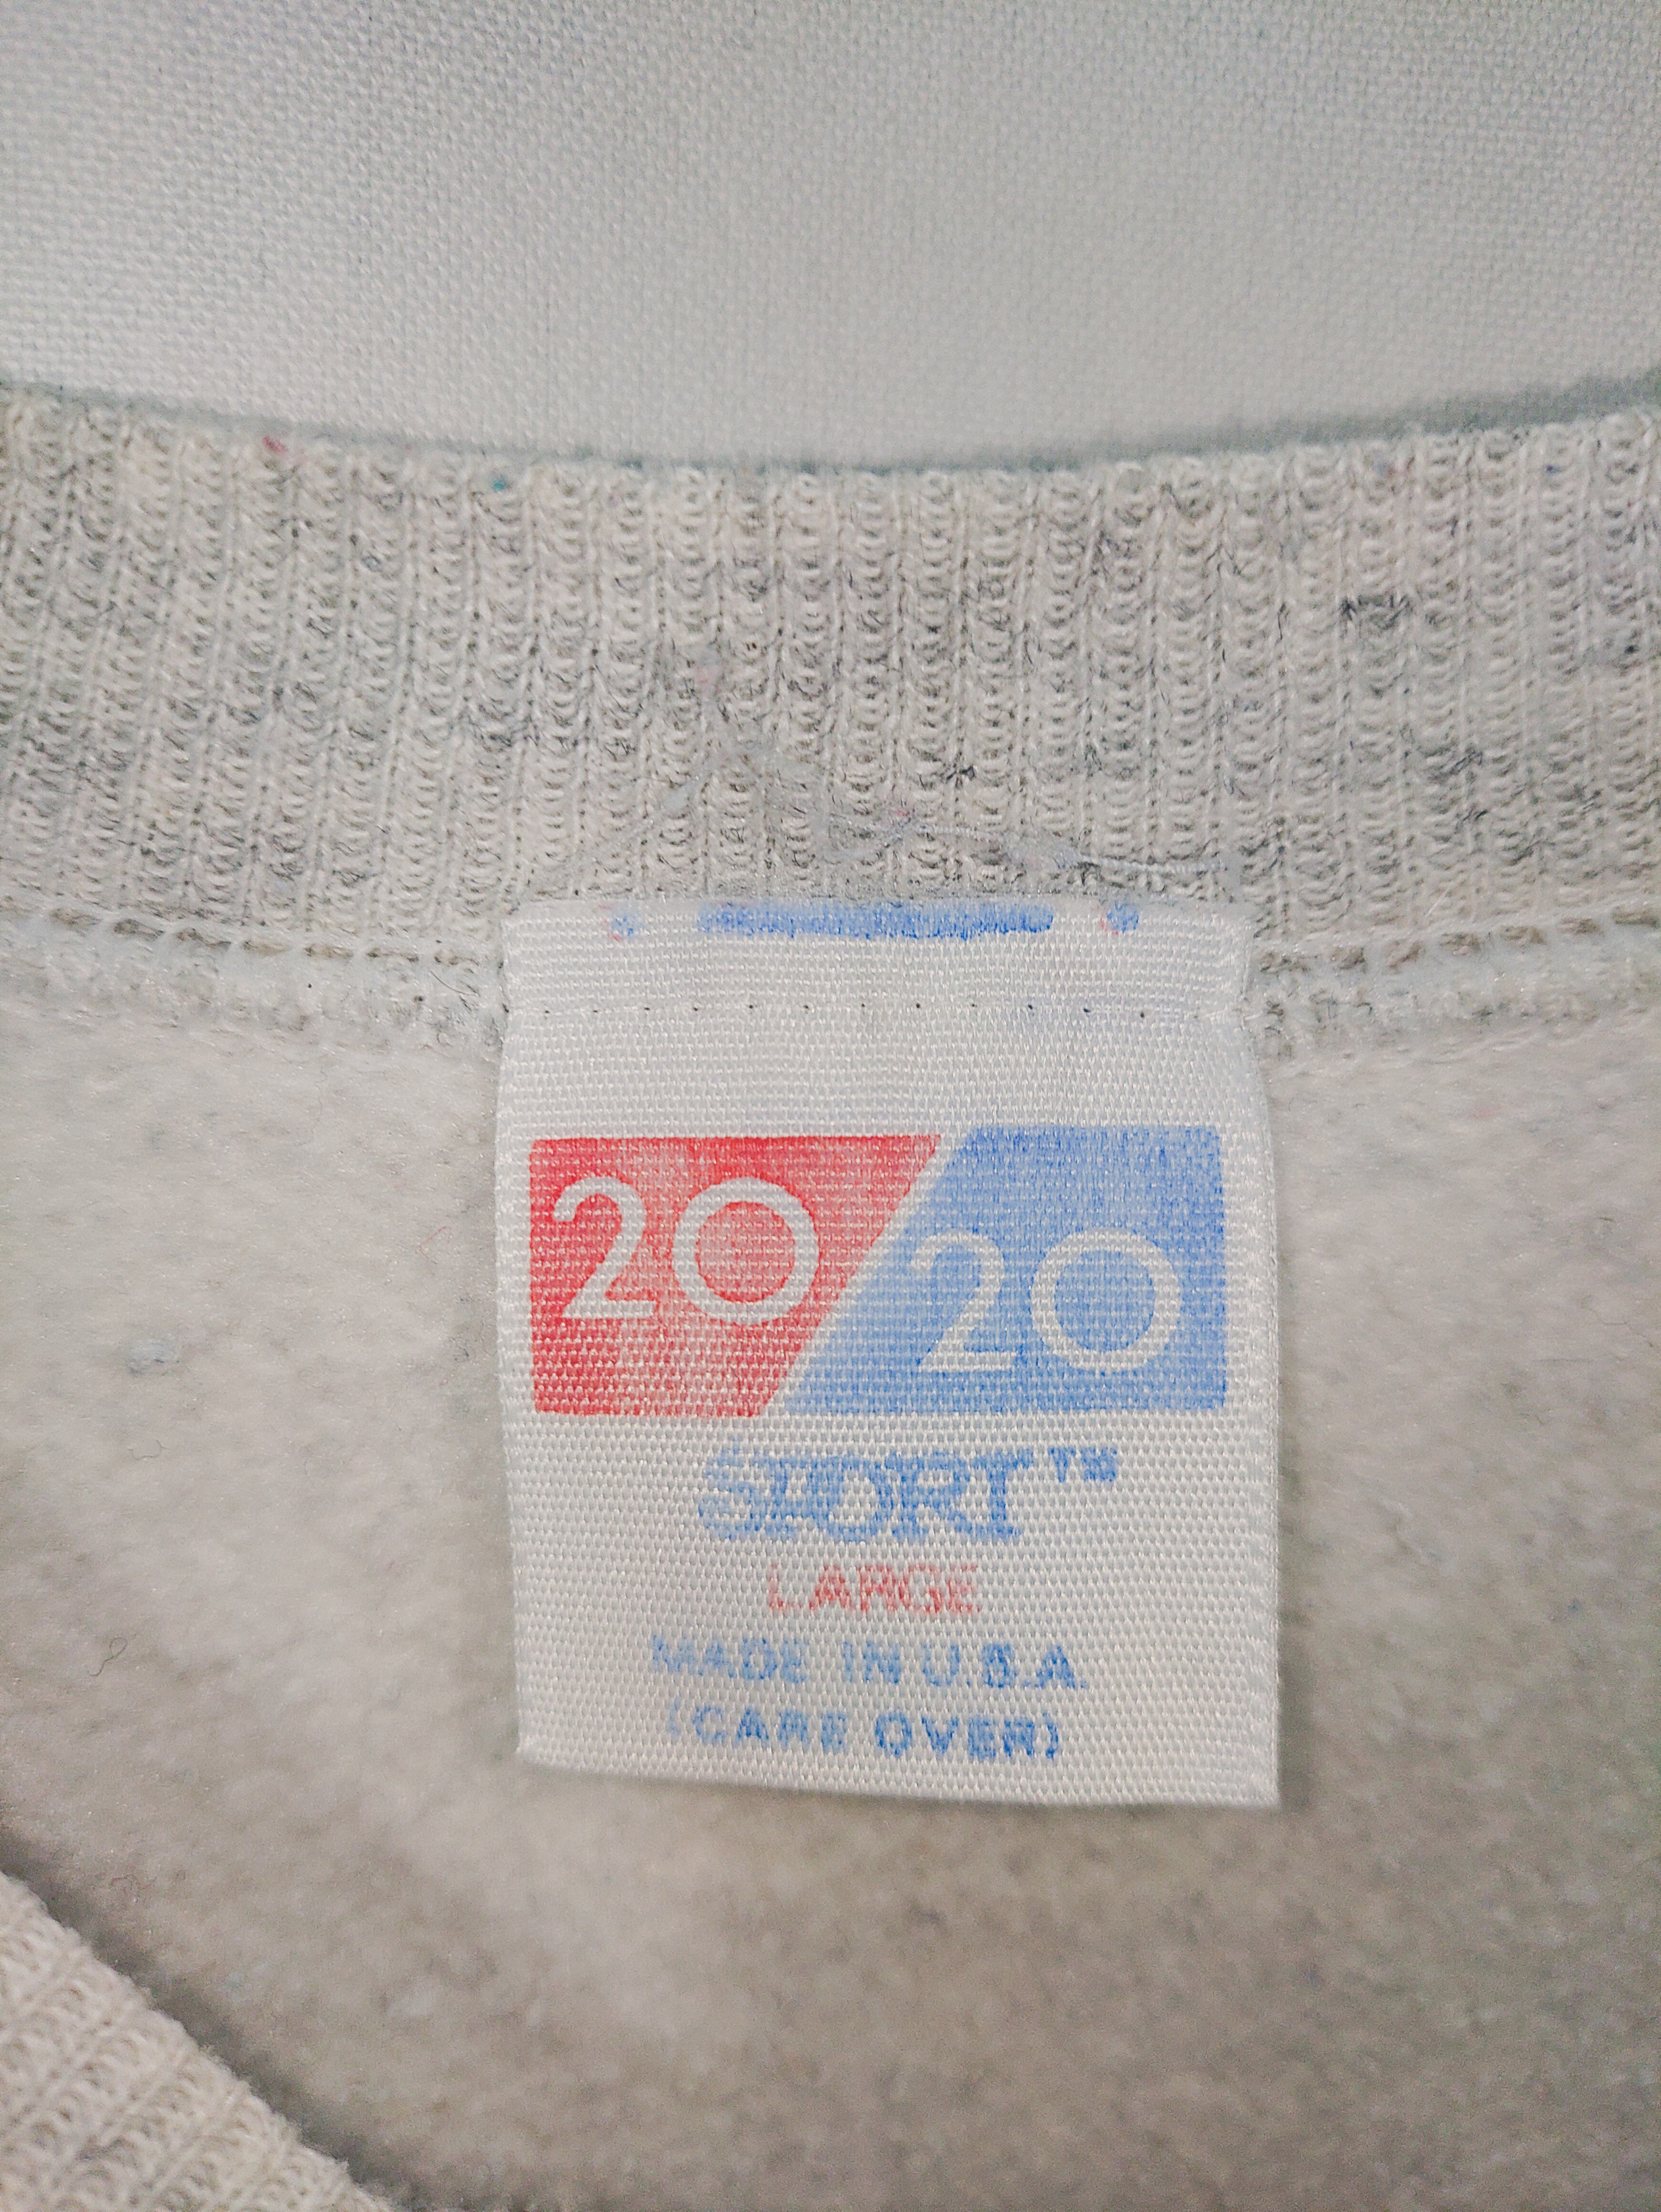 20 20
SPORT™
LARGE
MADE IN U.S.A.
(CARE OVER)